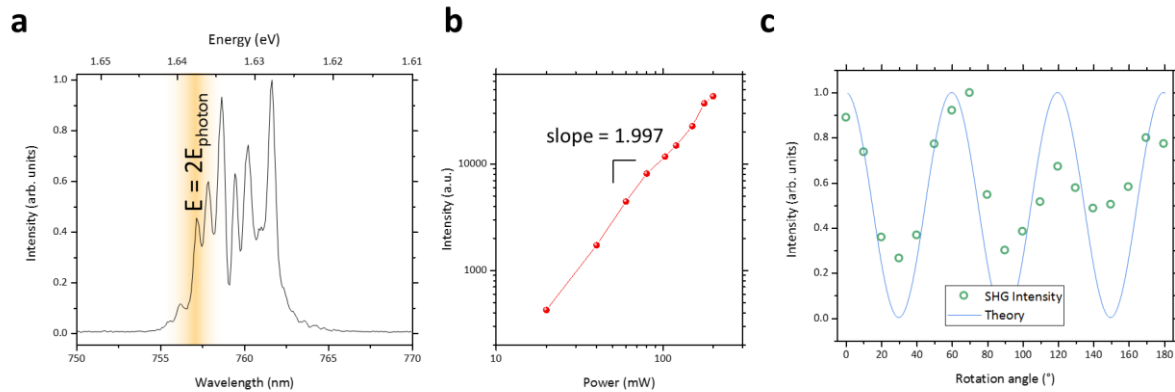 a
Energy (eV)
1.65 1.64 1.63 1.62 1.61
1.0
0.8
0.6
0.4
0.2
0.0
Intensity (arb. units)
E = 2Ephoton
750 755 760 765 770
Wavelength (nm)
b
slope = 1.997
10000
1000
Intensity (a.u.)
10 100
Power (mW)
c
1.0
0.8
0.6
0.4
0.2
0.0
Intensity (arb. units)
SHG Intensity
Theory
0 20 40 60 80 100 120 140 160 180
Rotation angle (°)